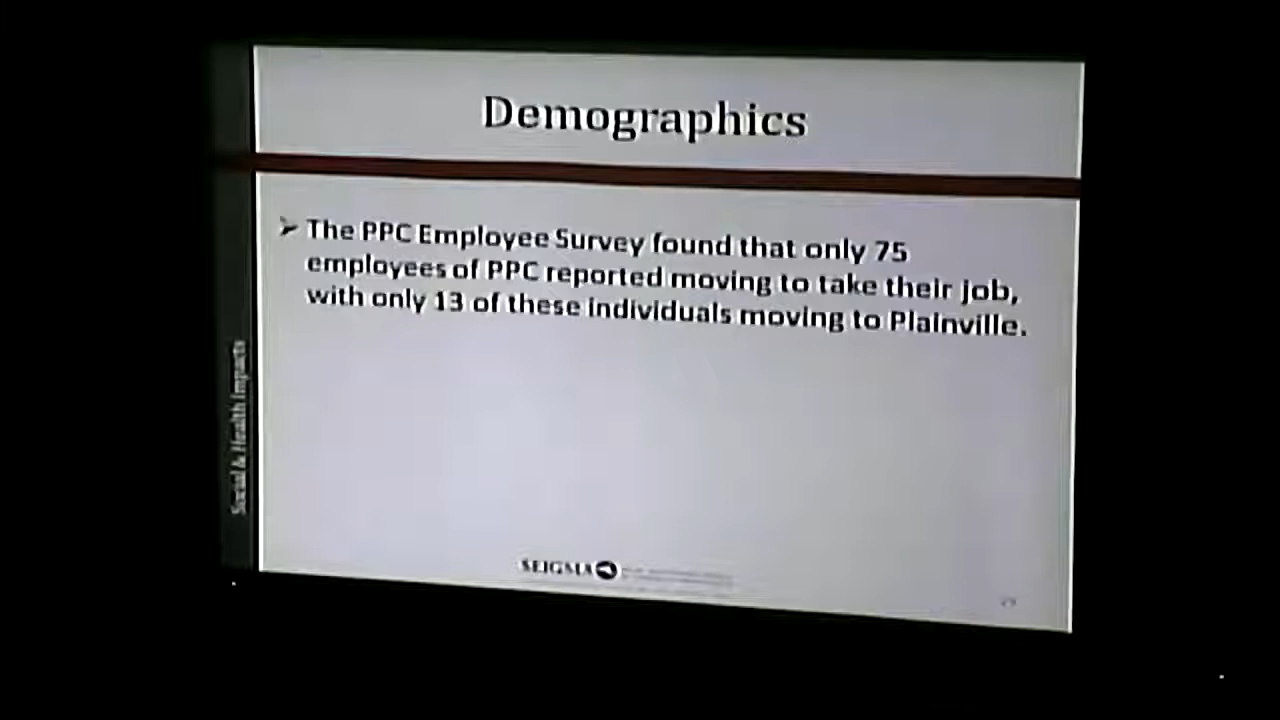 Demographics
➢ The PPC Employee Survey found that only 75
employees of PPC reported moving to take their job,
with only 13 of these individuals moving to Plainville.
Social & Health Impacts
SEIGMA